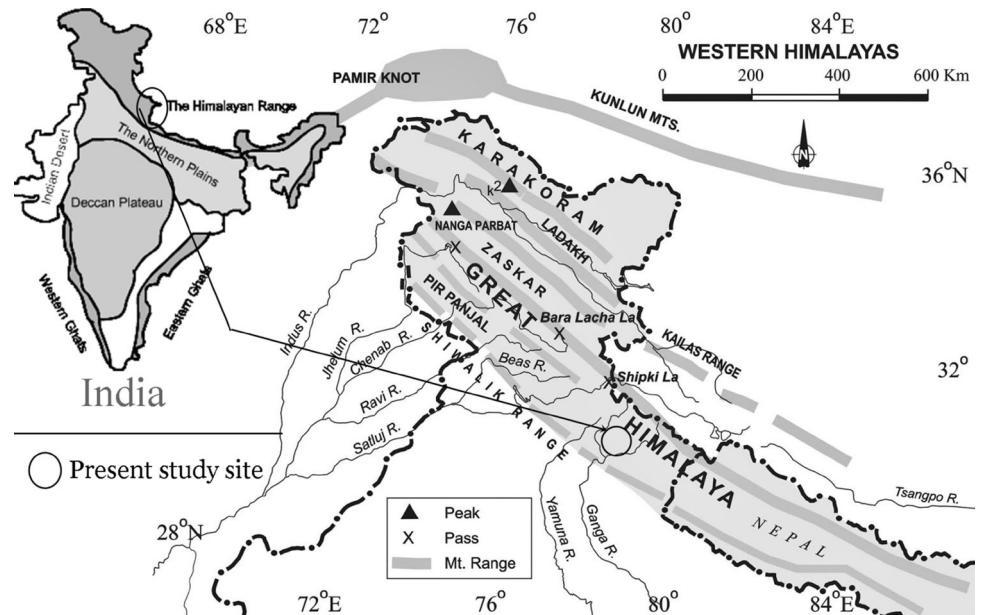 68°E
72°
76°
80°
84°E
WESTERN HIMALAYAS
0 200 400 600 Km
PAMIR KNOT
KUNLUN MTS.
36°N
The Himalayan Range
The Northern Plains
Indian Desert
Deccan Plateau
Western Ghats
Eastern Ghats
India
KARAKORAM
K2
LADAKH
NANGA PARBAT
ZASKAR
GREAT
PIR PANJAL
Bara Lacha La
KAILAS RANGE
SHIWALIK RANGE
Indus R.
Jhelum R.
Chenab R.
Beas R.
Shipki La
32°
Ravi R.
Satluj R.
HIMALAYA
Present study site
Tsangpo R.
NEPAL
Yamuna R.
Ganga R.
28°N
Peak
Pass
Mt. Range
72°E
76°
80°
84°E